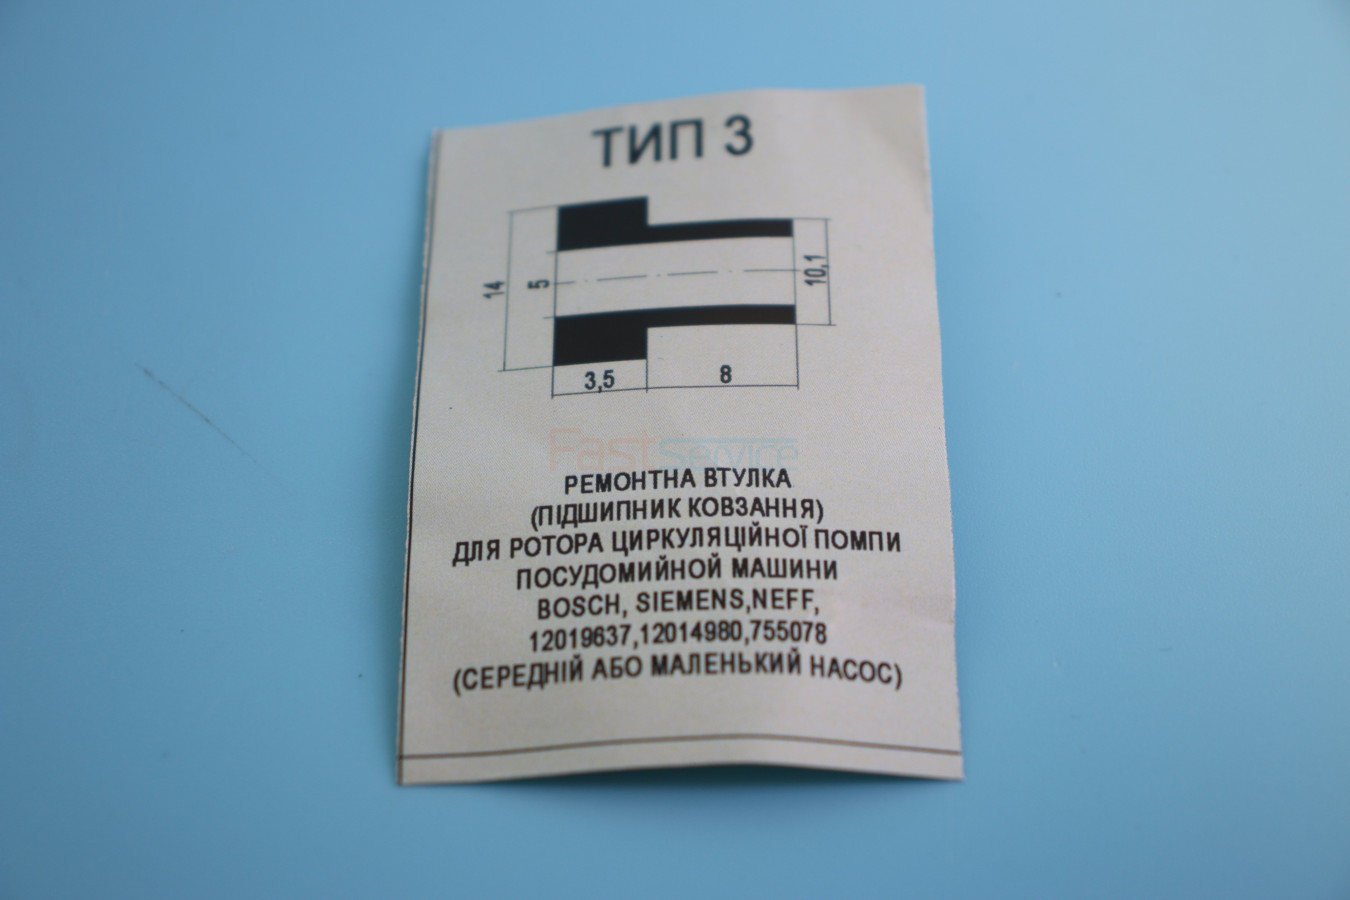 ТИП 3
14
5
10,1
3,5
8
FastService
РЕМОНТНА ВТУЛКА
(ПІДШИПНИК КОВЗАННЯ)
ДЛЯ РОТОРА ЦИРКУЛЯЦІЙНОЇ ПОМПИ
ПОСУДОМИЙНОЙ МАШИНИ
BOSCH, SIEMENS,NEFF,
12019637,12014980,755078
(СЕРЕДНІЙ АБО МАЛЕНЬКИЙ НАСОС)